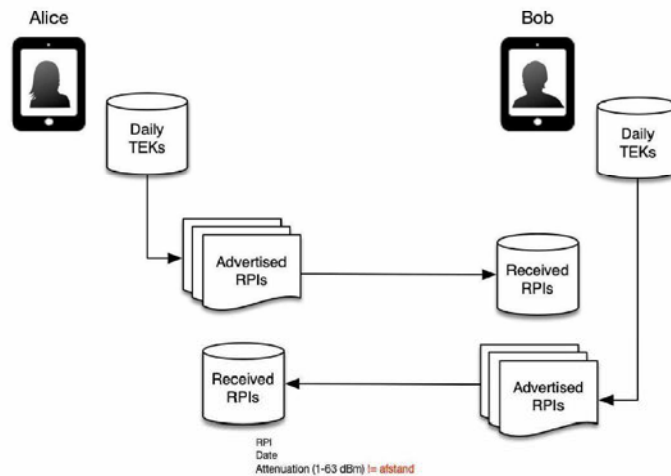 Alice
Bob
Daily
TEKs
Daily
TEKs
Advertised
RPIs
Received
RPIs
Received
RPIs
Advertised
RPIs
RPI
Date
Attenuation (1-63 dBm) != afstand